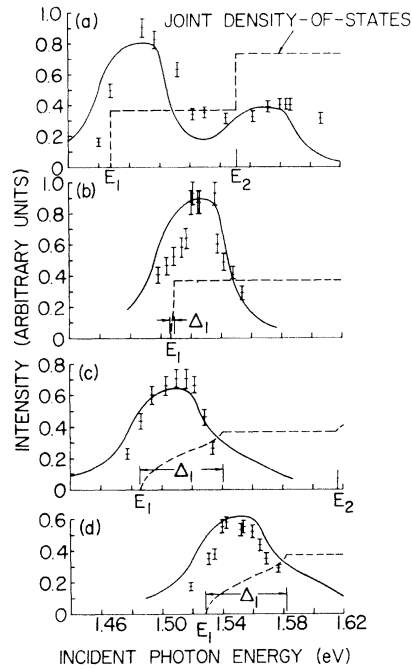 JOINT DENSITY-OF-STATES
(a)
1.0
0.8
0.6
0.4
0.2
0
E1
E2
(b)
1.0
0.8
0.6
0.4
0.2
0
Δ1
E1
(c)
0.8
0.6
0.4
0.2
0
Δ1
E1
E2
(d)
0.6
0.4
0.2
0
Δ1
1.46
1.50
E1
1.54
1.58
1.62
INTENSITY (ARBITRARY UNITS)
INCIDENT PHOTON ENERGY (eV)